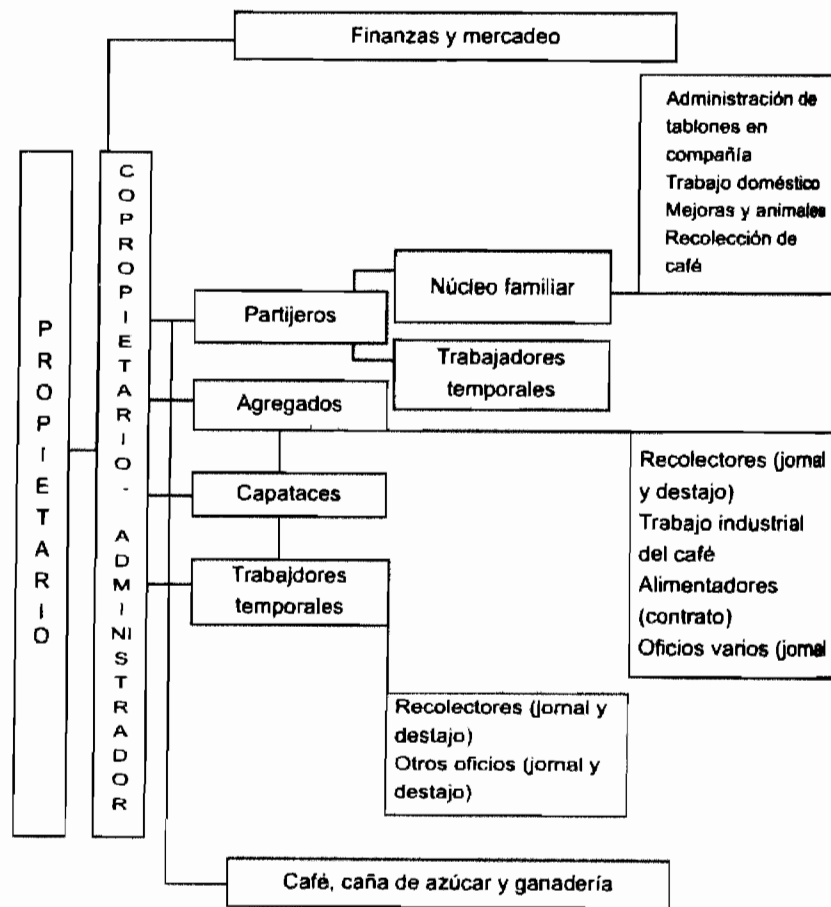 Finanzas y mercadeo
Administración de
tablones en
compañía
Trabajo doméstico
Mejoras y animales
Recolección de
café
PROPIETARIO
COPROPIETARIO-ADMINISTRADOR
Núcleo familiar
Partijeros
Trabajadores
temporales
Agregados
Recolectores (jornal
y destajo)
Trabajo industrial
del café
Alimentadores
(contrato)
Oficios varios (jornal
Capataces
Trabajdores
temporales
Recolectores (jornal y
destajo)
Otros oficios (jornal y
destajo)
Café, caña de azúcar y ganadería